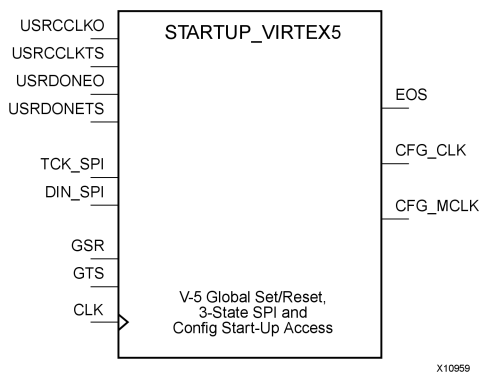 USRCCLKO
STARTUP_VIRTEX5
USRCCLKTS
USRDONEO
USRDONETS
EOS
TCK_SPI
CFG_CLK
DIN_SPI
CFG_MCLK
GSR
GTS
CLK
V-5 Global Set/Reset,
3-State SPI and
Config Start-Up Access
X10959